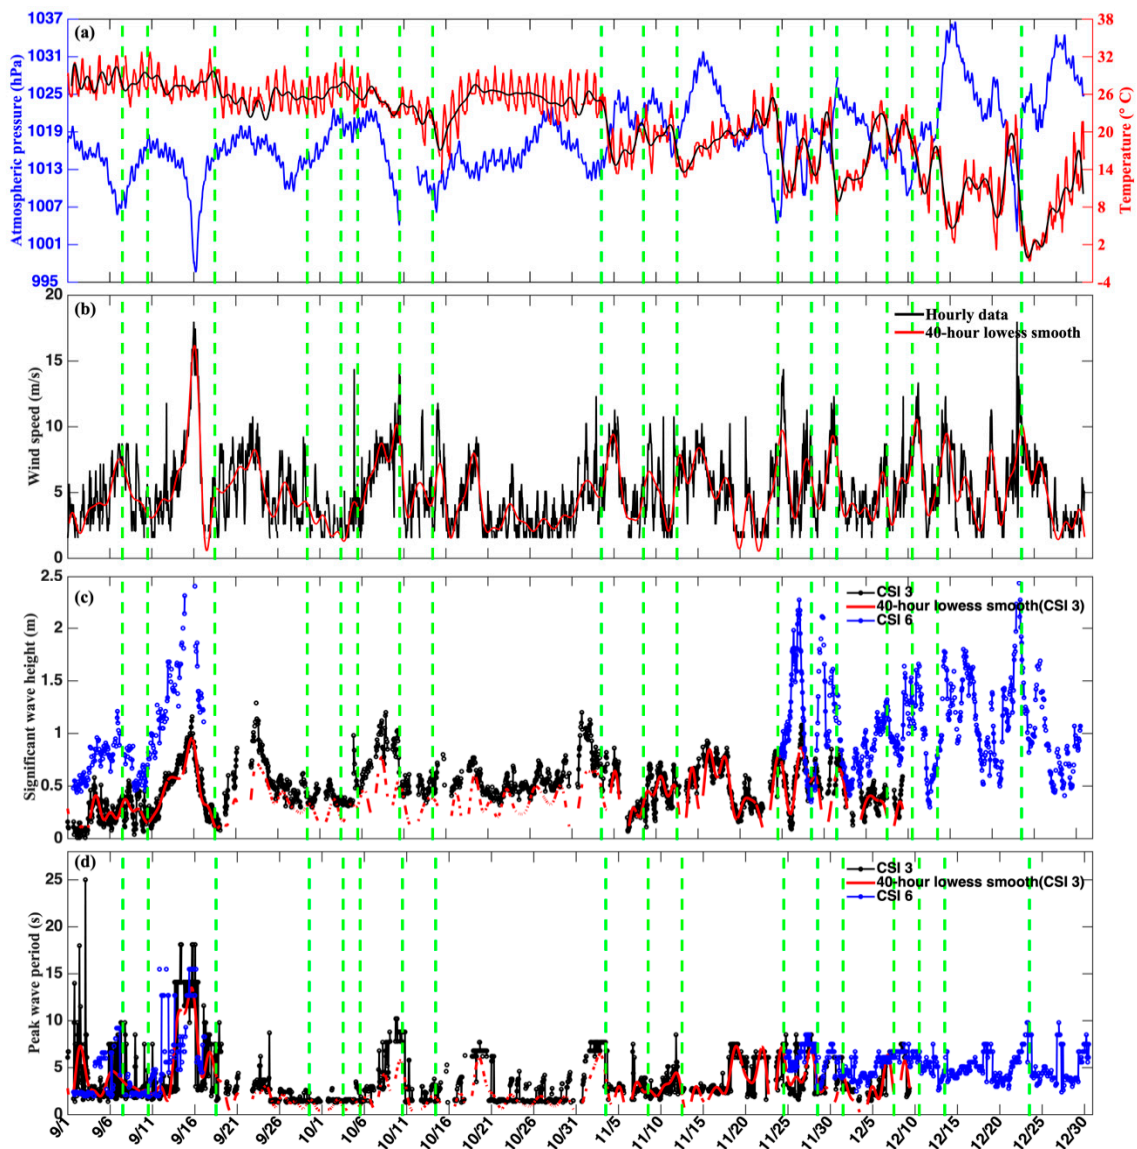 (a)
Atmospheric pressure (hPa)
1037
1031
1025
1019
1013
1007
1001
995
38
32
26
20
14
8
2
-4
Temperature (° C)
(b)
Wind speed (m/s)
20
15
10
5
0
Hourly data
40-hour lowess smooth
(c)
Significant wave height (m)
2.5
2
1.5
1
0.5
0
CSI 3
40-hour lowess smooth(CSI 3)
CSI 6
(d)
Peak wave period (s)
25
20
15
10
5
0
CSI 3
40-hour lowess smooth(CSI 3)
CSI 6
9/1 9/6 9/11 9/16 9/21 9/26 10/1 10/6 10/11 10/16 10/21 10/26 10/31 11/5 11/10 11/15 11/20 11/25 11/30 12/5 12/10 12/15 12/20 12/25 12/30